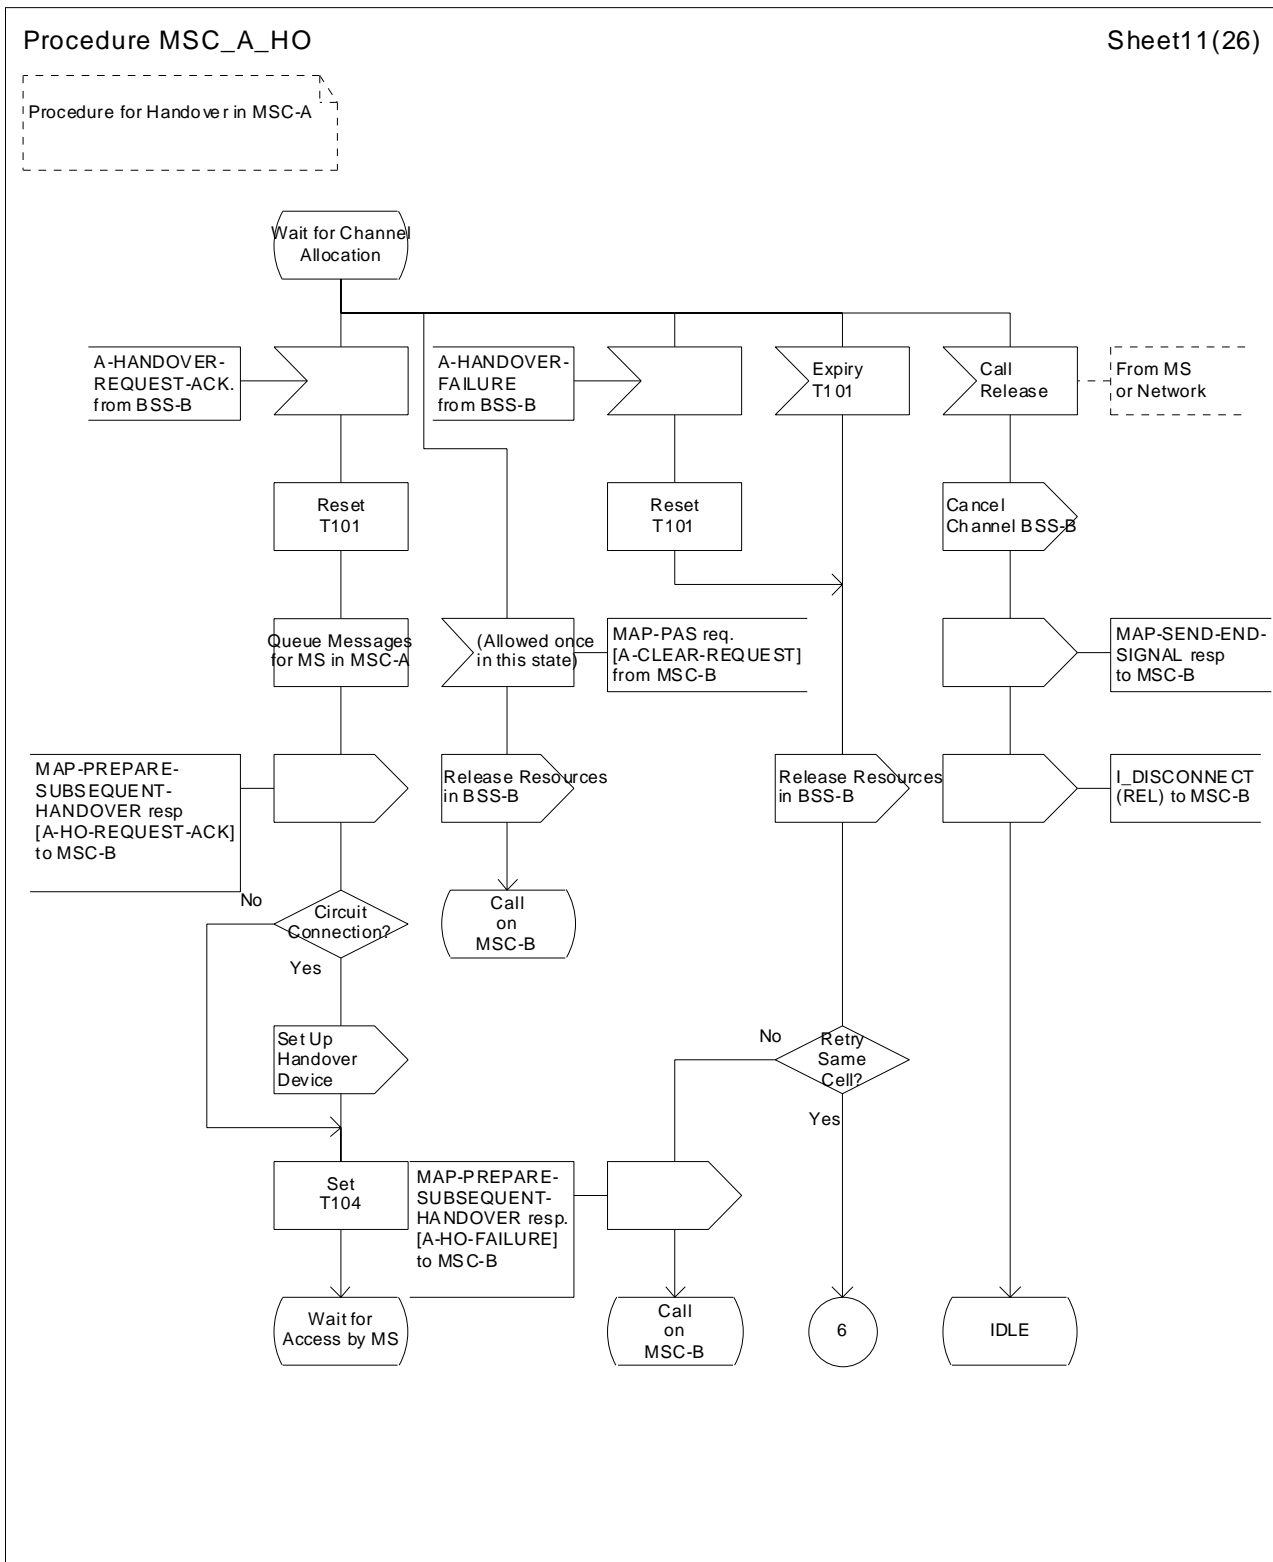 Procedure MSC_A_HO
Sheet11(26)
Procedure for Handover in MSC-A
Wait for Channel
Allocation
A-HANDOVER-
REQUEST-ACK.
from BSS-B
A-HANDOVER-
FAILURE
from BSS-B
Expiry
T101
Call
Release
From MS
or Network
Reset
T101
Reset
T101
Cancel
Channel BSS-B
Queue Messages
for MS in MSC-A
(Allowed once
in this state)
MAP-PAS req.
[A-CLEAR-REQUEST]
from MSC-B
MAP-SEND-END-
SIGNAL resp
to MSC-B
MAP-PREPARE-
SUBSEQUENT-
HANDOVER resp
[A-HO-REQUEST-ACK]
to MSC-B
Release Resources
in BSS-B
Release Resources
in BSS-B
I_DISCONNECT
(REL) to MSC-B
No
Circuit
Connection?
Yes
Call
on
MSC-B
Set Up
Handover
Device
No
Retry
Same
Cell?
Yes
Set
T104
MAP-PREPARE-
SUBSEQUENT-
HANDOVER resp.
[A-HO-FAILURE]
to MSC-B
Wait for
Access by MS
Call
on
MSC-B
6
IDLE